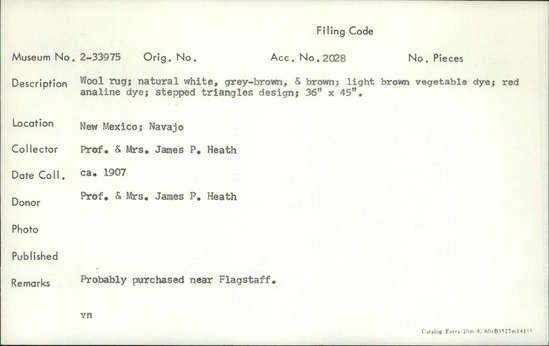 Filing Code
Museum No. 2-33975 Orig. No. Acc. No. 2028 No. Pieces
Description Wool rug; natural white, grey-brown, & brown; light brown vegetable dye; red
analine dye; stepped triangles design; 36" x 45".
Location New Mexico; Navajo
Collector Prof. & Mrs. James P. Heath
Date Coll. ca. 1907
Donor Prof. & Mrs. James P. Heath
Photo
Published
Remarks Probably purchased near Flagstaff.
vn
Catalog Entry